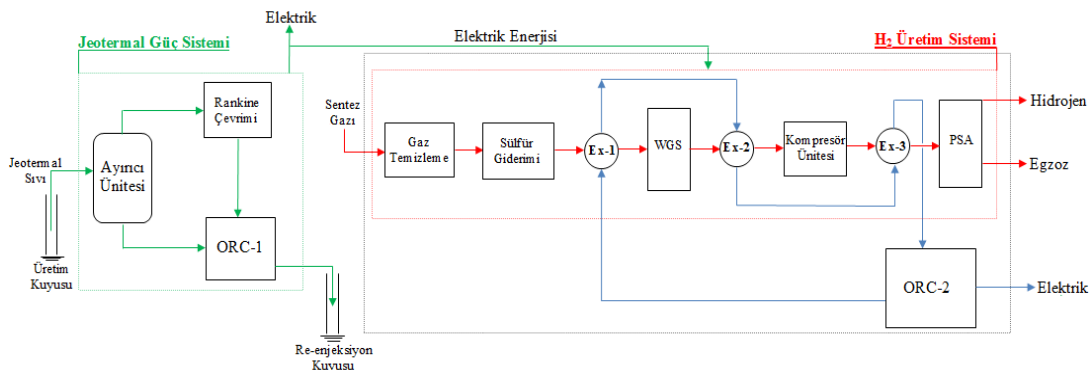 Elektrik
Jeotermal Güç Sistemi
Elektrik Enerjisi
H₂ Üretim Sistemi
Rankine
Çevrimi
Sentez
Gazı
Hidrojen
Gaz
Temizleme
Sülfür
Giderimi
Ex-1
WGS
Ex-2
Kompresör
Ünitesi
Ex-3
PSA
Egzoz
Jeotermal
Sıvı
Ayırıcı
Ünitesi
ORC-1
Üretim
Kuyusu
ORC-2
Elektrik
Re-enjeksiyon
Kuyusu